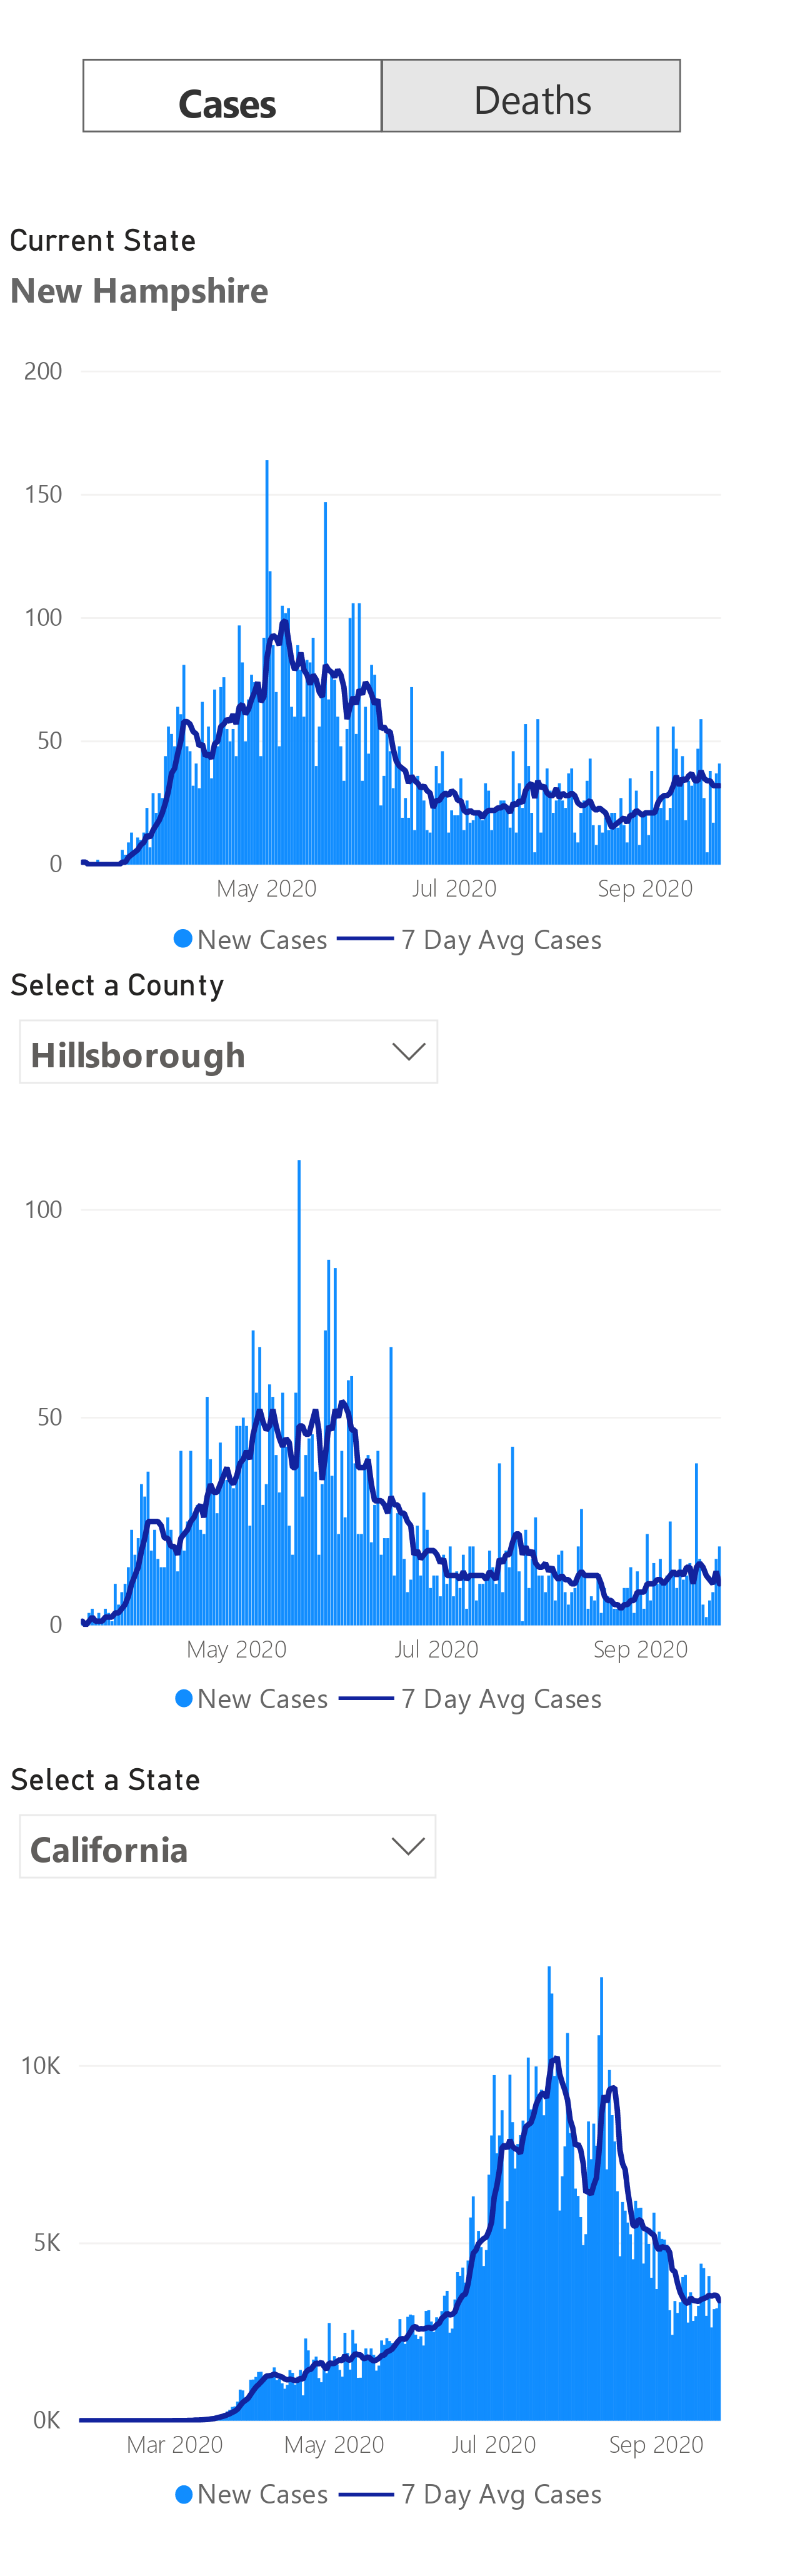 Cases Deaths
Current State
New Hampshire
200
150
100
50
0
May 2020 Jul 2020 Sep 2020
New Cases 7 Day Avg Cases
Select a County
Hillsborough
100
50
0
May 2020 Jul 2020 Sep 2020
New Cases 7 Day Avg Cases
Select a State
California
10K
5K
0K
Mar 2020 May 2020 Jul 2020 Sep 2020
New Cases 7 Day Avg Cases